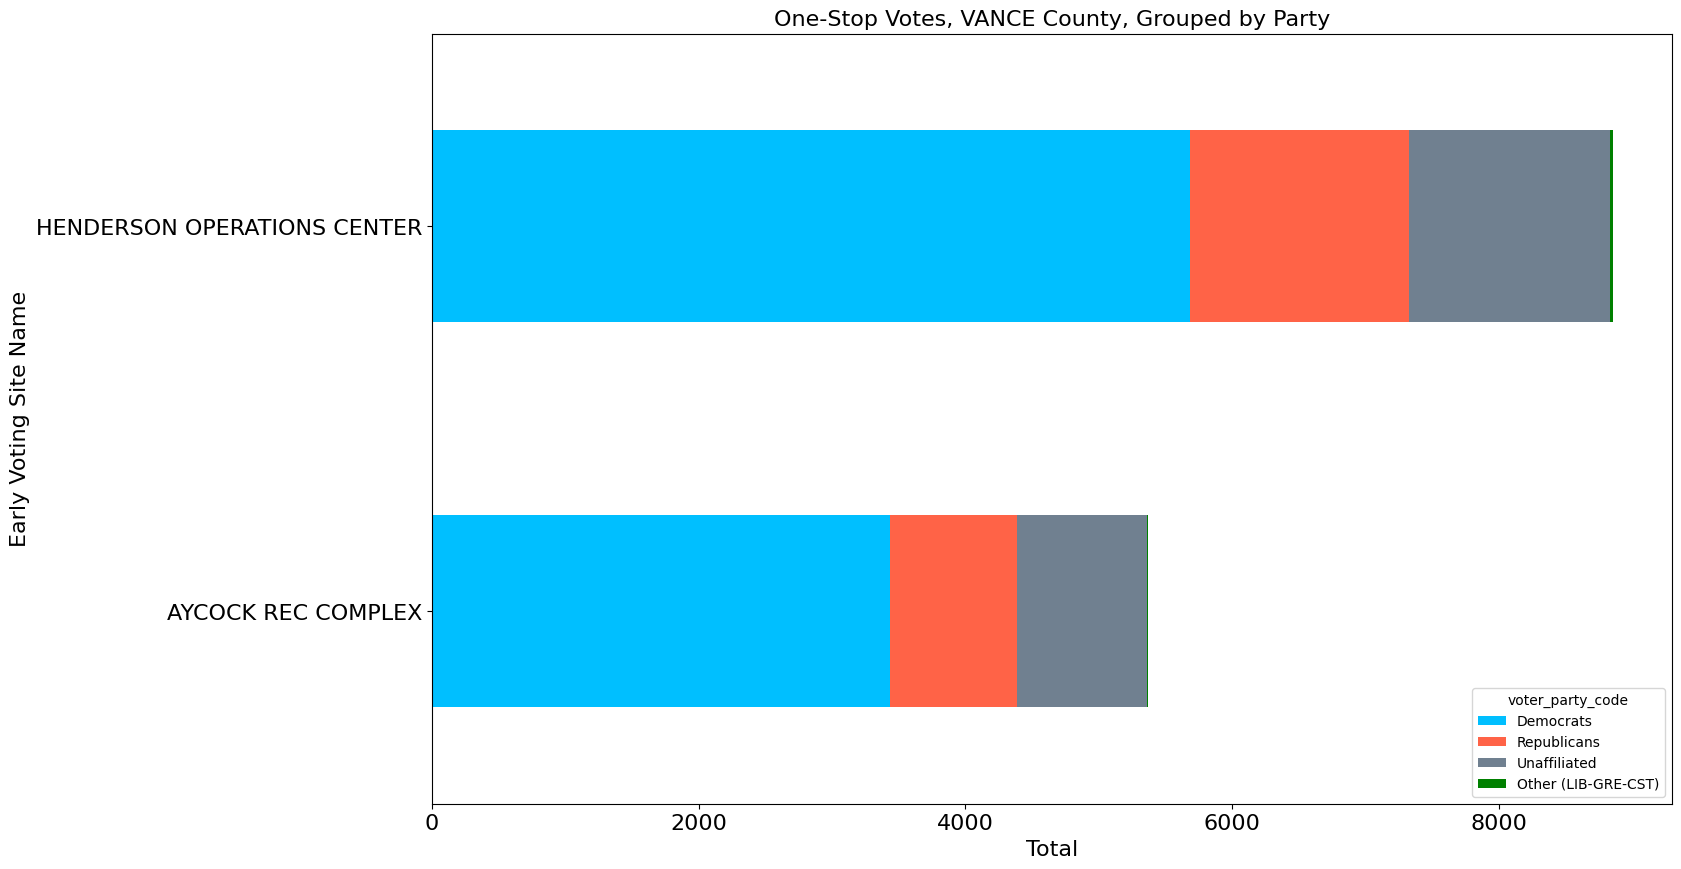 One-Stop Votes, VANCE County, Grouped by Party
Early Voting Site Name
HENDERSON OPERATIONS CENTER
AYCOCK REC COMPLEX
0 2000 4000 6000 8000
Total
voter_party_code
Democrats
Republicans
Unaffiliated
Other (LIB-GRE-CST)